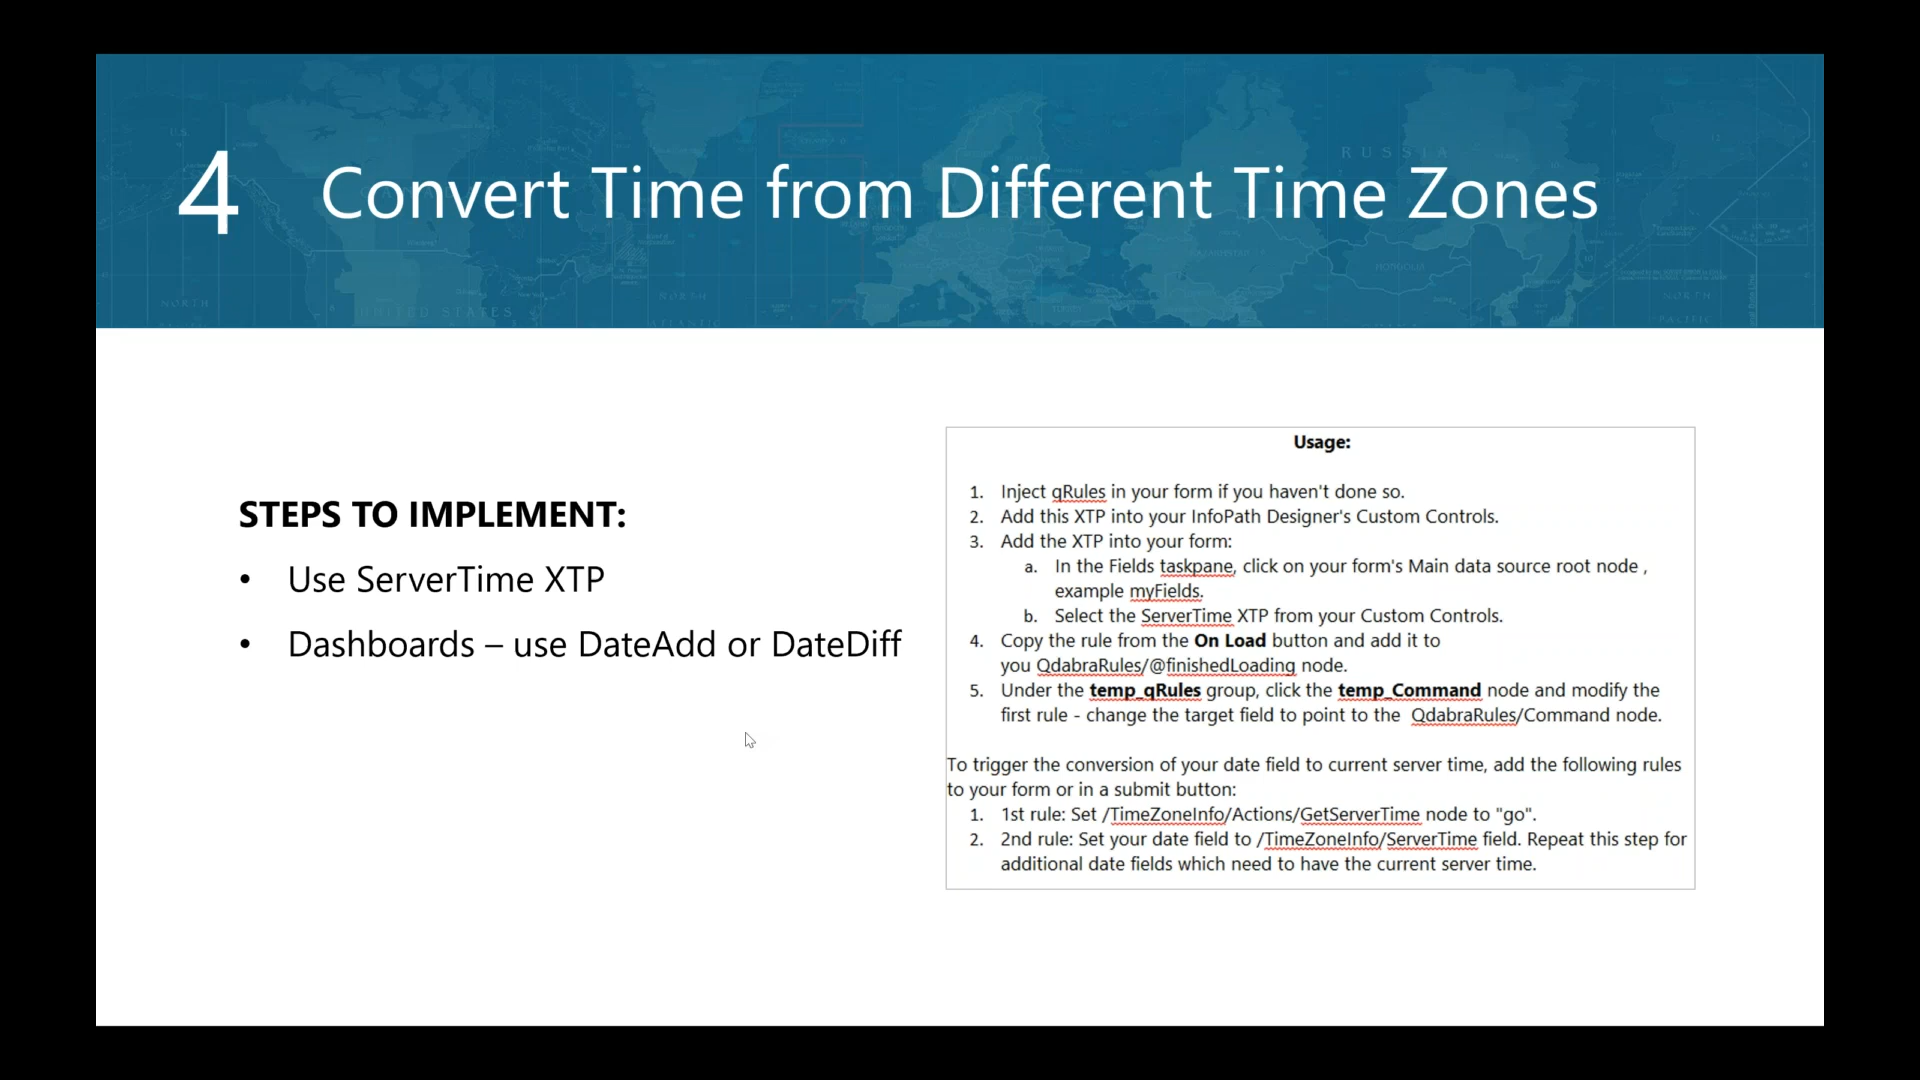 4 Convert Time from Different Time Zones
U.S.
RUSSIA
MONGOLIA
NORTH
UNITED STATES
NORTH
ATLANTIC
NORTH
PACIFIC
STEPS TO IMPLEMENT:
• Use ServerTime XTP
• Dashboards – use DateAdd or DateDiff
Usage:
1. Inject qRules in your form if you haven't done so.
2. Add this XTP into your InfoPath Designer's Custom Controls.
3. Add the XTP into your form:
a. In the Fields taskpane, click on your form's Main data source root node ,
example myFields.
b. Select the ServerTime XTP from your Custom Controls.
4. Copy the rule from the On Load button and add it to
you QdabraRules/@finishedLoading node.
5. Under the temp_qRules group, click the temp_Command node and modify the
first rule - change the target field to point to the QdabraRules/Command node.
To trigger the conversion of your date field to current server time, add the following rules
to your form or in a submit button:
1. 1st rule: Set /TimeZoneInfo/Actions/GetServerTime node to "go".
2. 2nd rule: Set your date field to /TimeZoneInfo/ServerTime field. Repeat this step for
additional date fields which need to have the current server time.